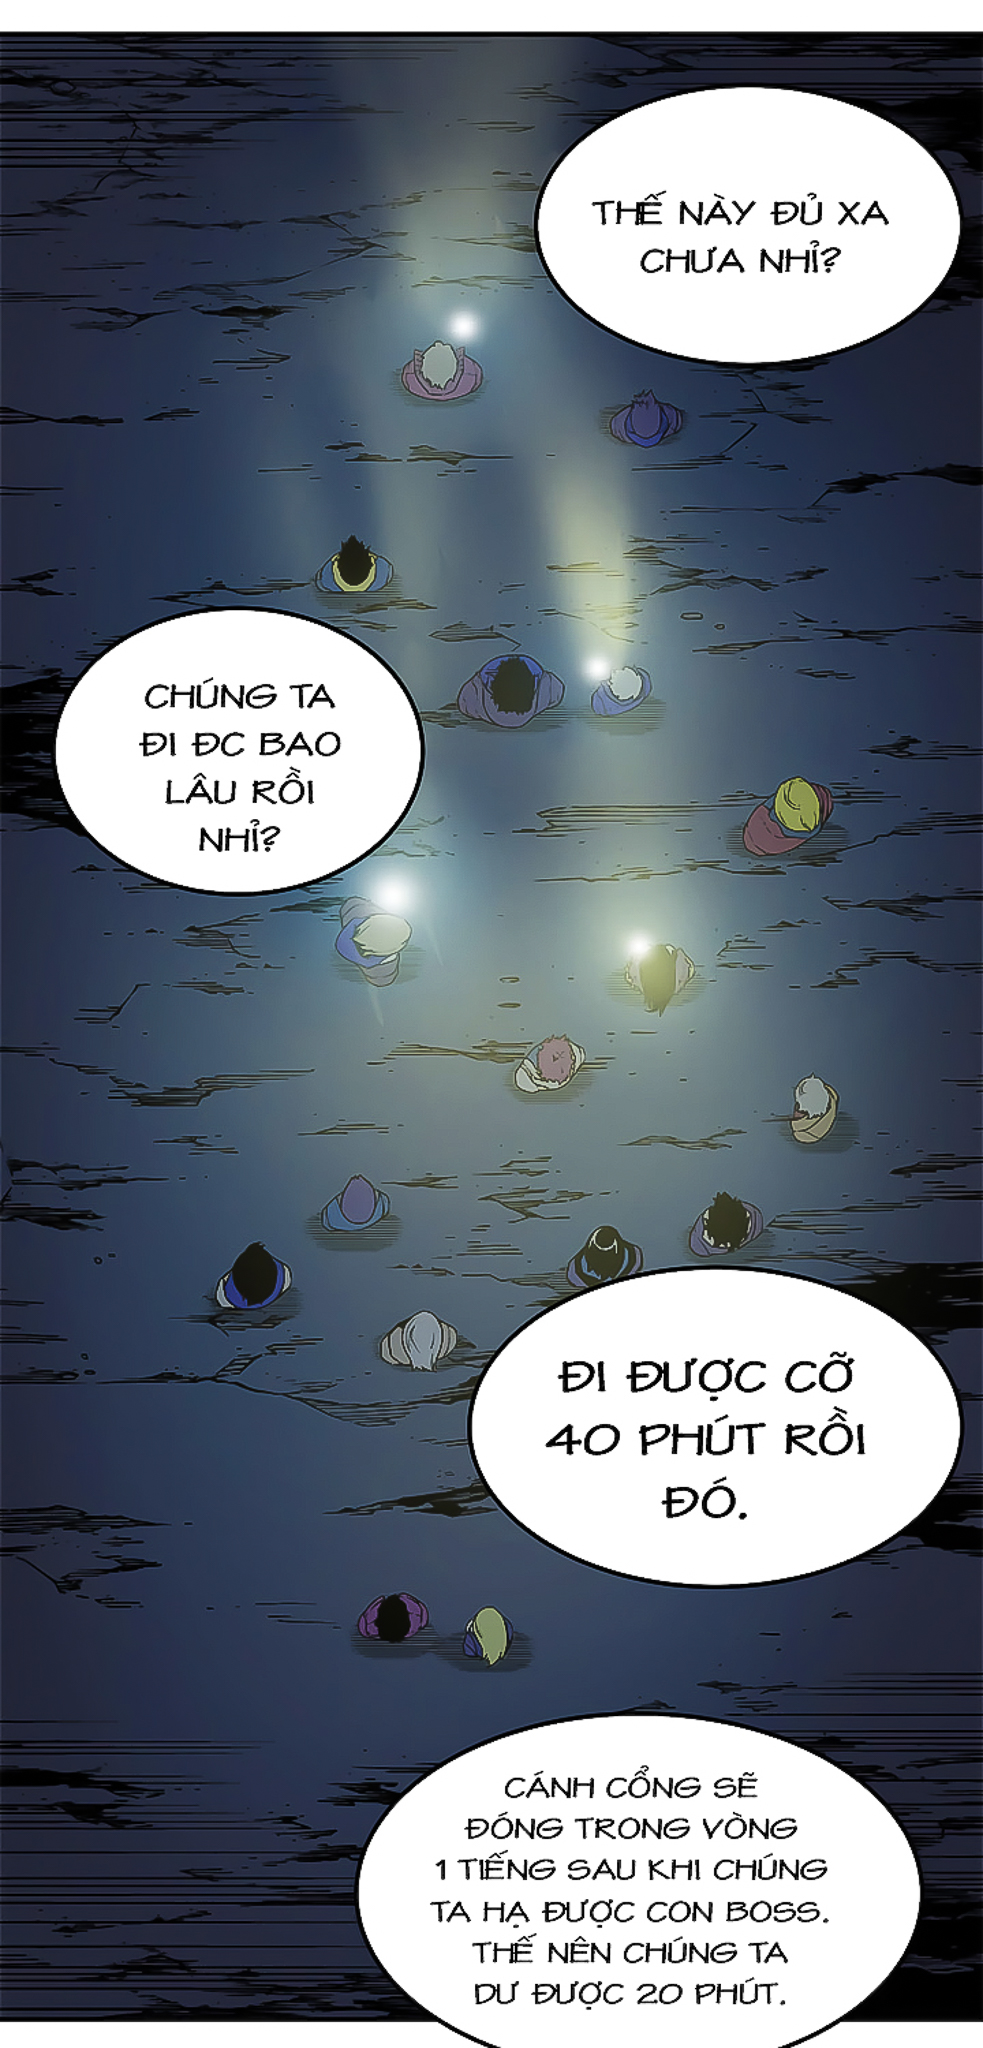 THẾ NÀY ĐỦ XA
CHƯA NHỈ?
CHÚNG TA
ĐI ĐC BAO
LÂU RỒI
NHỈ?
ĐI ĐƯỢC CỠ
40 PHÚT RỒI
ĐÓ.
CÁNH CỔNG SẼ
ĐÓNG TRONG VÒNG
1 TIẾNG SAU KHI CHÚNG
TA HẠ ĐƯỢC CON BOSS.
THẾ NÊN CHÚNG TA
DƯ ĐƯỢC 20 PHÚT.